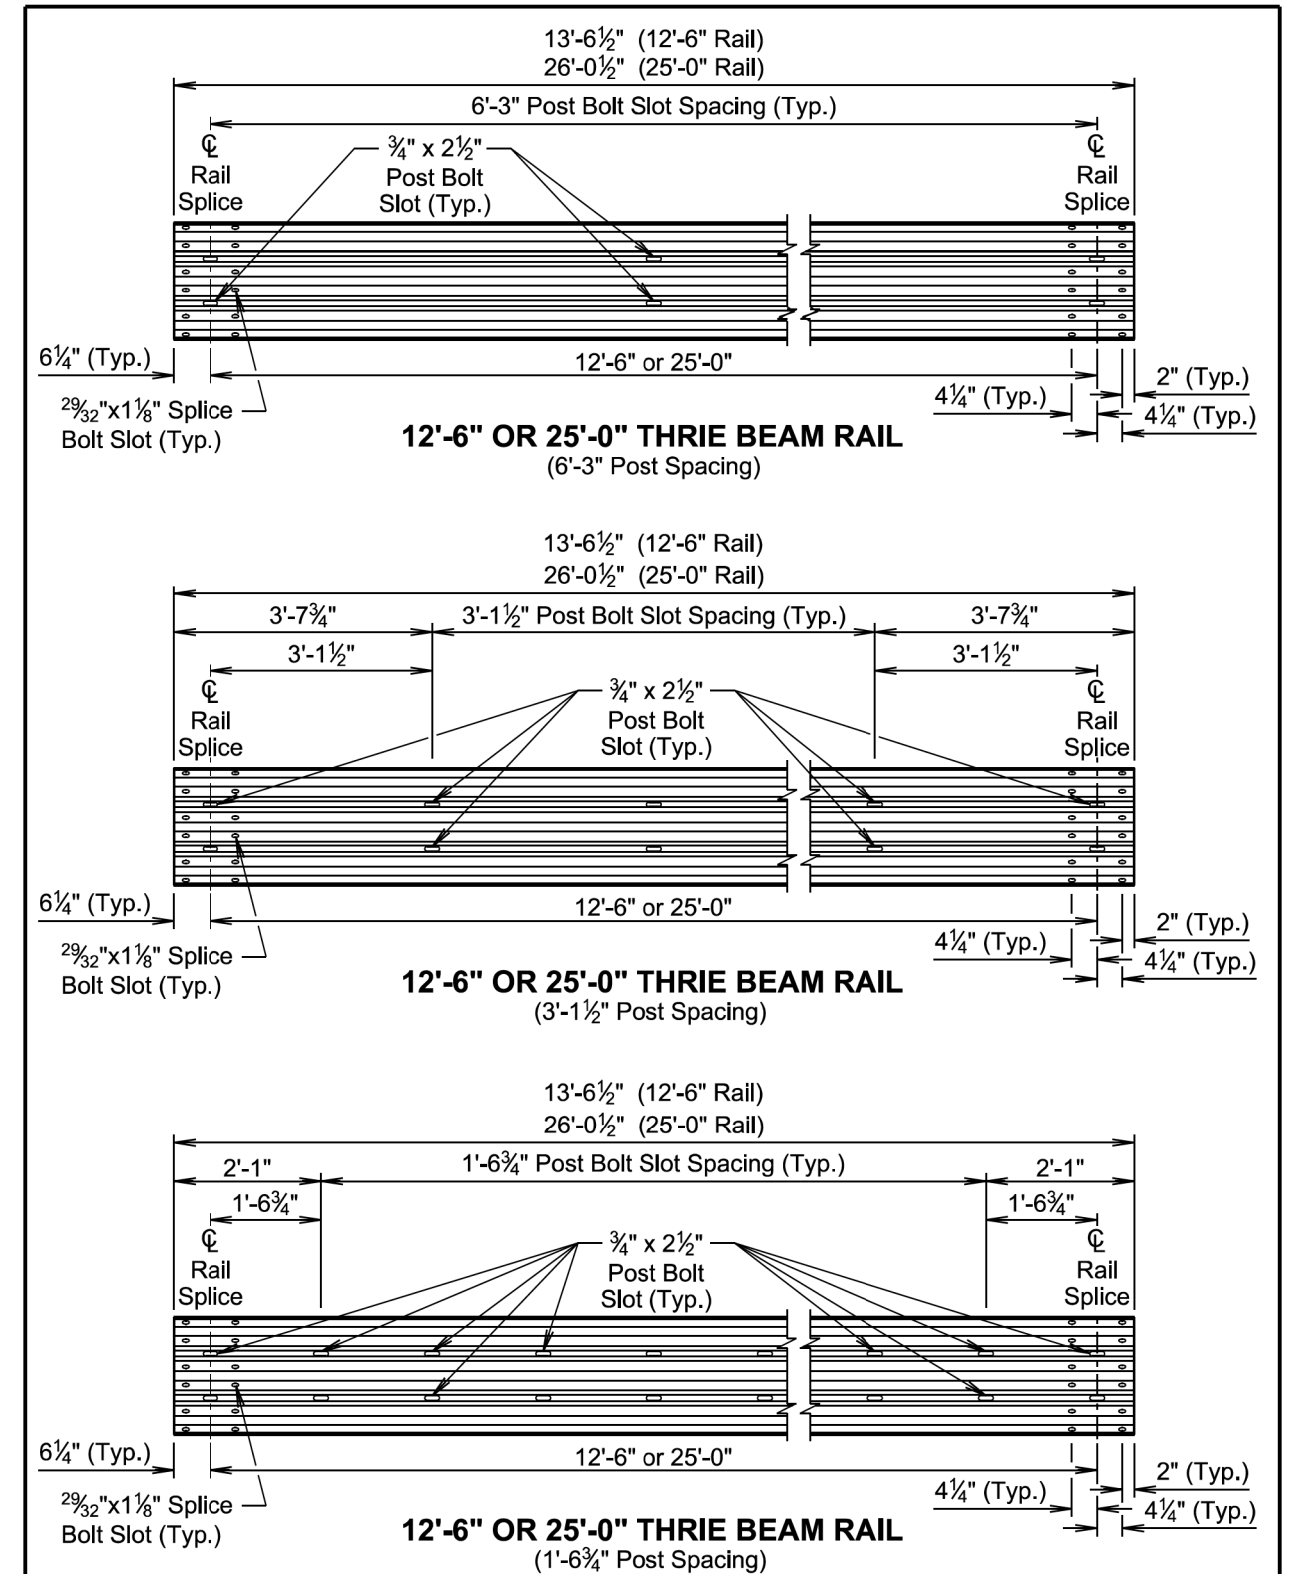 13'-6½" (12'-6" Rail)
26'-0½" (25'-0" Rail)
6'-3" Post Bolt Slot Spacing (Typ.)
℄
Rail
Splice
¾" x 2½"
Post Bolt
Slot (Typ.)
℄
Rail
Splice
6¼" (Typ.)
12'-6" or 25'-0"
2" (Typ.)
4¼" (Typ.)
4¼" (Typ.)
29⁄32"x1⅛" Splice
Bolt Slot (Typ.)
12'-6" OR 25'-0" THRIE BEAM RAIL
(6'-3" Post Spacing)
13'-6½" (12'-6" Rail)
26'-0½" (25'-0" Rail)
3'-7¾"
3'-1½" Post Bolt Slot Spacing (Typ.)
3'-7¾"
3'-1½"
3'-1½"
℄
Rail
Splice
¾" x 2½"
Post Bolt
Slot (Typ.)
℄
Rail
Splice
6¼" (Typ.)
12'-6" or 25'-0"
2" (Typ.)
4¼" (Typ.)
4¼" (Typ.)
29⁄32"x1⅛" Splice
Bolt Slot (Typ.)
12'-6" OR 25'-0" THRIE BEAM RAIL
(3'-1½" Post Spacing)
13'-6½" (12'-6" Rail)
26'-0½" (25'-0" Rail)
2'-1"
1'-6¾" Post Bolt Slot Spacing (Typ.)
2'-1"
1'-6¾"
1'-6¾"
℄
Rail
Splice
¾" x 2½"
Post Bolt
Slot (Typ.)
℄
Rail
Splice
6¼" (Typ.)
12'-6" or 25'-0"
2" (Typ.)
4¼" (Typ.)
4¼" (Typ.)
29⁄32"x1⅛" Splice
Bolt Slot (Typ.)
12'-6" OR 25'-0" THRIE BEAM RAIL
(1'-6¾" Post Spacing)